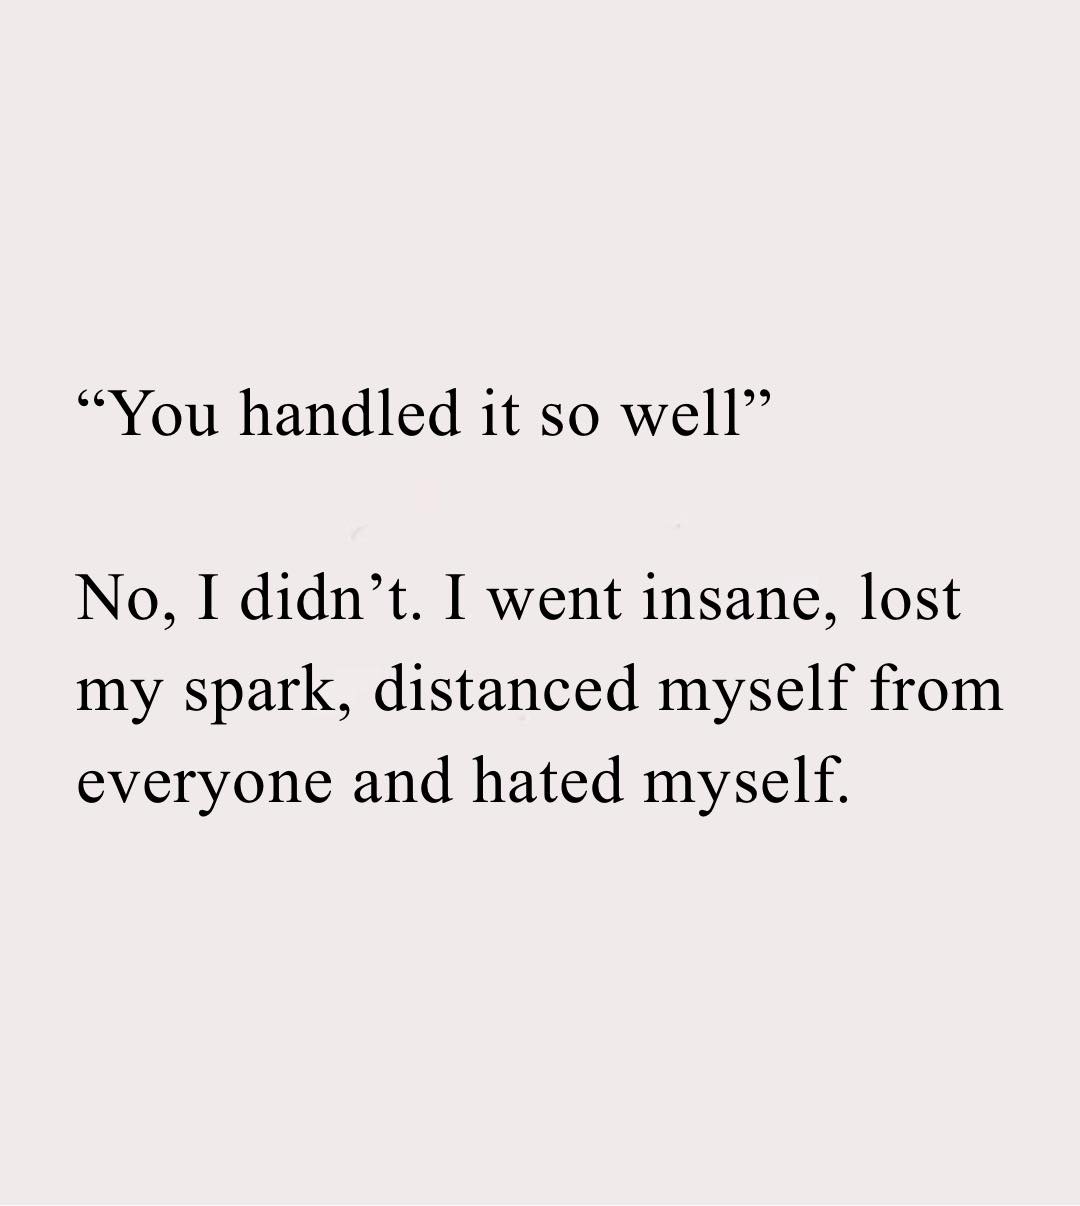 “You handled it so well”
No, I didn’t. I went insane, lost
my spark, distanced myself from
everyone and hated myself.